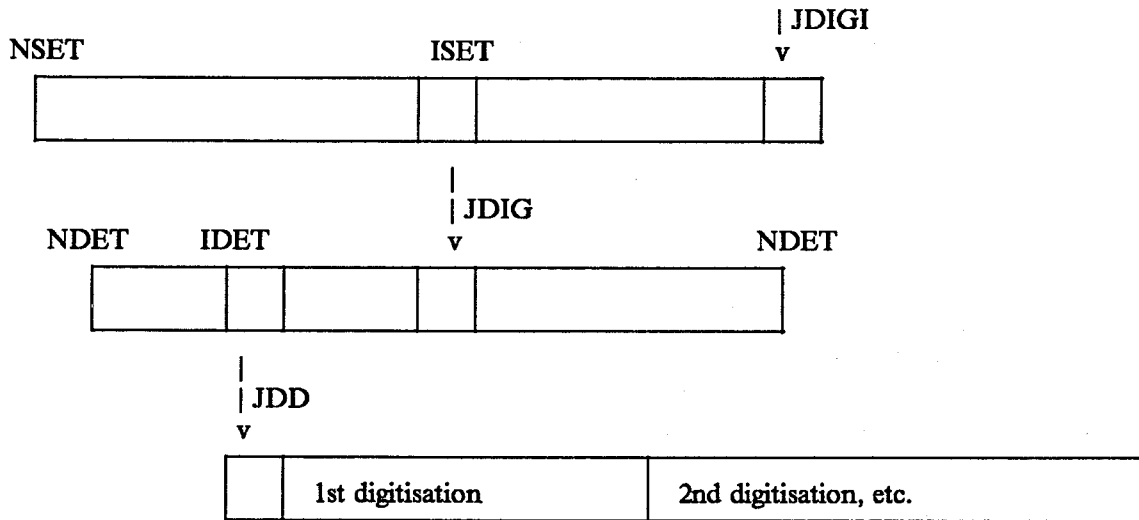 | JDIGI
NSET ISET v
|
| JDIG
NDET IDET v NDET
|
| JDD
v
1st digitisation 2nd digitisation, etc.